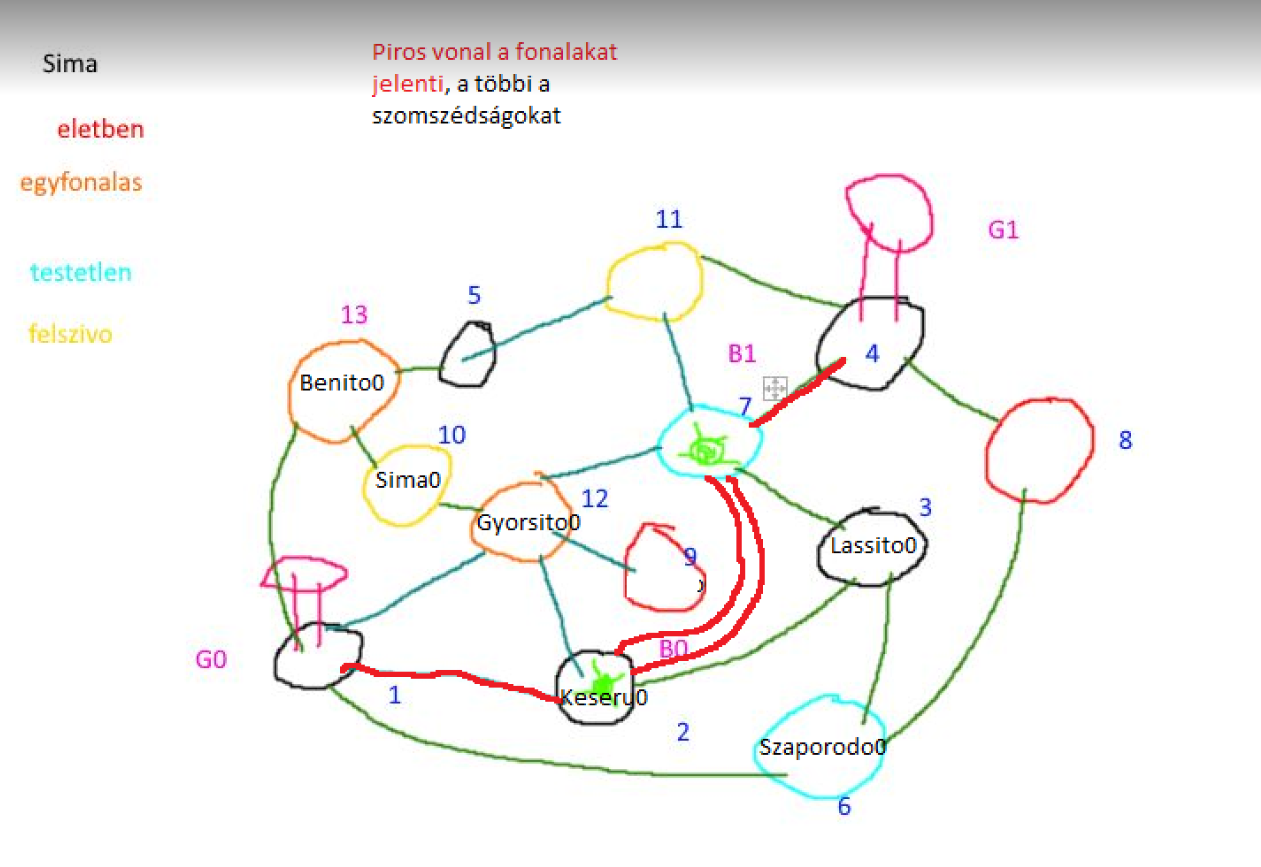 Sima
Piros vonal a fonalakat
jelenti, a többi a
szomszédságokat
eletben
egyfonalas
testetlen
felszivo
G1
11
5
13
B1
4
Benito0
7
10
8
Sima0
12
3
Gyorsito0
Lassito0
9
B0
G0
1
Keseru0
2
Szaporodo0
6